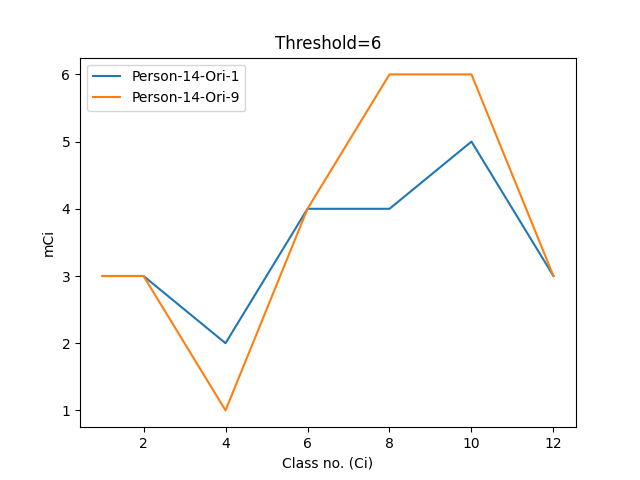 Threshold=6
Person-14-Ori-1
Person-14-Ori-9
6
5
4
3
2
1
mCi
2 4 6 8 10 12
Class no. (Ci)